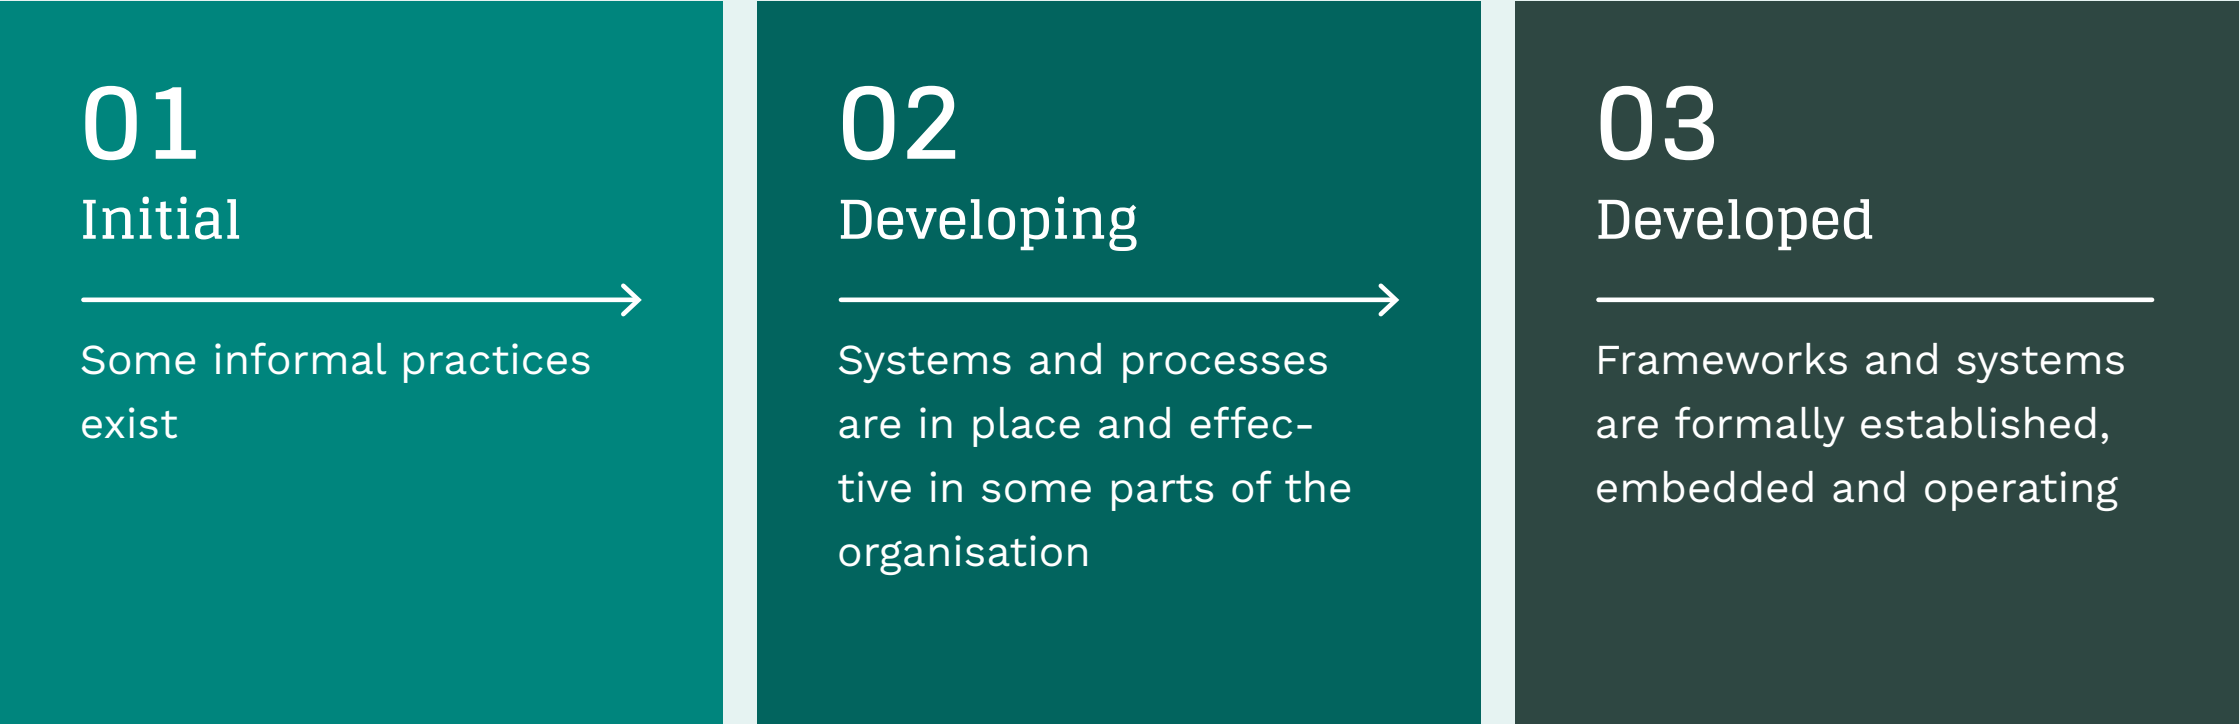 01
Initial
Some informal practices
exist
02
Developing
Systems and processes
are in place and effec-
tive in some parts of the
organisation
03
Developed
Frameworks and systems
are formally established,
embedded and operating